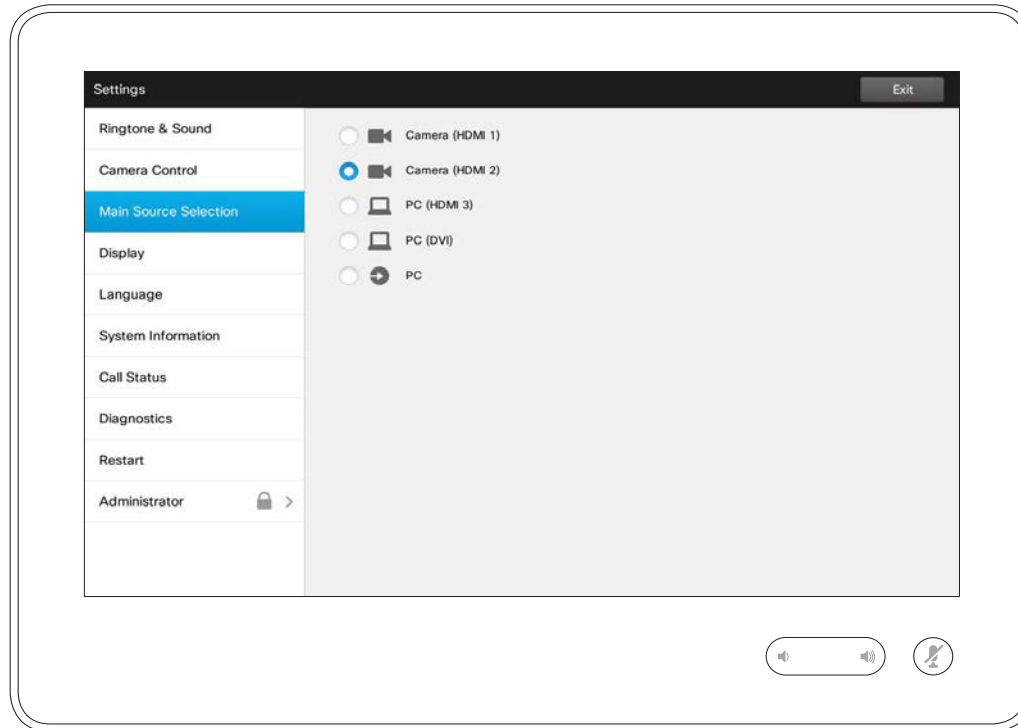 Settings
Exit
Ringtone & Sound
Camera Control
Main Source Selection
Display
Language
System Information
Call Status
Diagnostics
Restart
Administrator
Camera (HDMI 1)
Camera (HDMI 2)
PC (HDMI 3)
PC (DVI)
PC